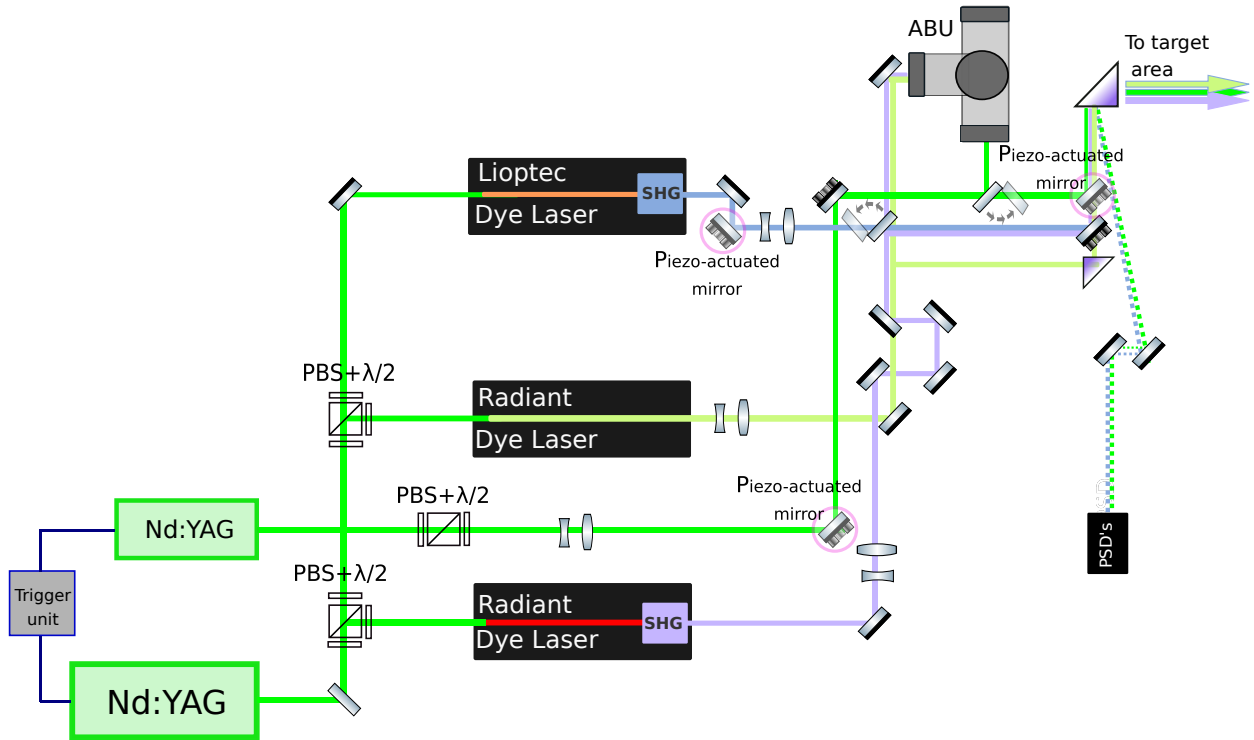 ABU
To target
area
Piezo-actuated
mirror
Lioptec
SHG
Dye Laser
Piezo-actuated
mirror
PBS+λ/2
Radiant
Dye Laser
PBS+λ/2
Piezo-actuated
mirror
Nd:YAG
PSD's
PBS+λ/2
Trigger
unit
Radiant
SHG
Dye Laser
Nd:YAG